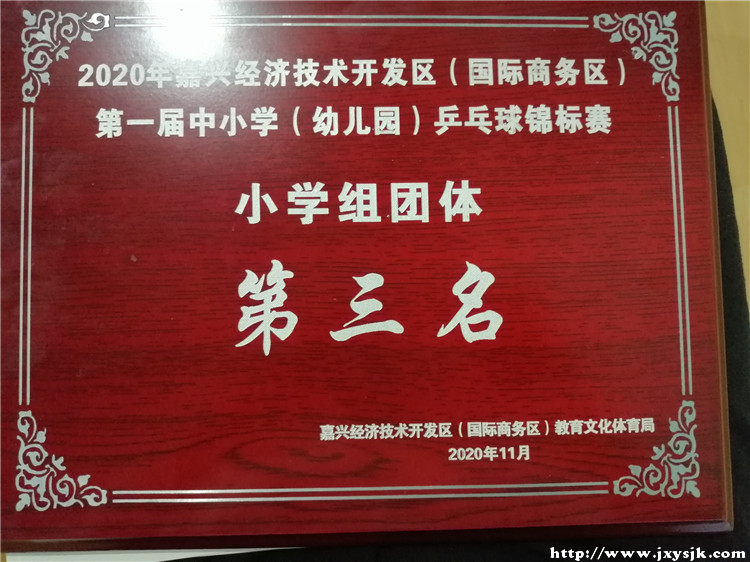 2020年嘉兴经济技术开发区（国际商务区）
第一届中小学（幼儿园）乒乓球锦标赛
小学组团体
第三名
嘉兴经济技术开发区（国际商务区）教育文化体育局
2020年11月
http://www.jxysjk.com